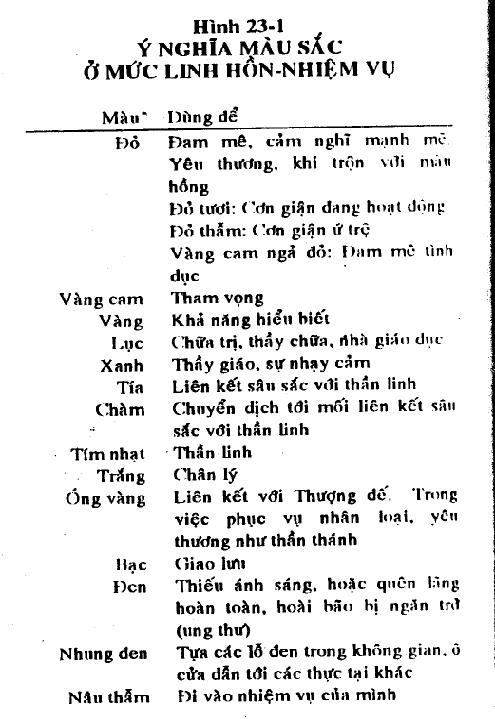 Hình 23-1
Ý NGHĨA MÀU SẮC
Ở MỨC LINH HỒN-NHIỆM VỤ
Màu Dùng để
Đỏ Đam mê, cảm nghĩ mạnh mẽ.
Yêu thương, khi trộn với màu
hồng
Đỏ tươi: Cơn giận đang hoạt động
Đỏ thẫm: Cơn giận ứ trệ
Vàng cam ngả đỏ: Đam mê tình
dục
Vàng cam Tham vọng
Vàng Khả năng hiểu biết
Lục Chữa trị, thầy chữa, nhà giáo dục
Xanh Thầy giáo, sự nhạy cảm
Tía Liên kết sâu sắc với thần linh
Chàm Chuyển dịch tới mối liên kết sâu
sắc với thần linh
Tím nhạt Thần linh
Trắng Chân lý
Óng vàng Liên kết với Thượng đế. Trong
việc phục vụ nhân loại, yêu
thương như thần thánh
Bạc Giao lưu
Đen Thiếu ánh sáng, hoặc quên lãng
hoàn toàn, hoài bão bị ngăn trở
(ung thư)
Nhung đen Tựa các lỗ đen trong không gian, ô
cửa dẫn tới các thực tại khác
Nâu thẫm Đi vào nhiệm vụ của mình